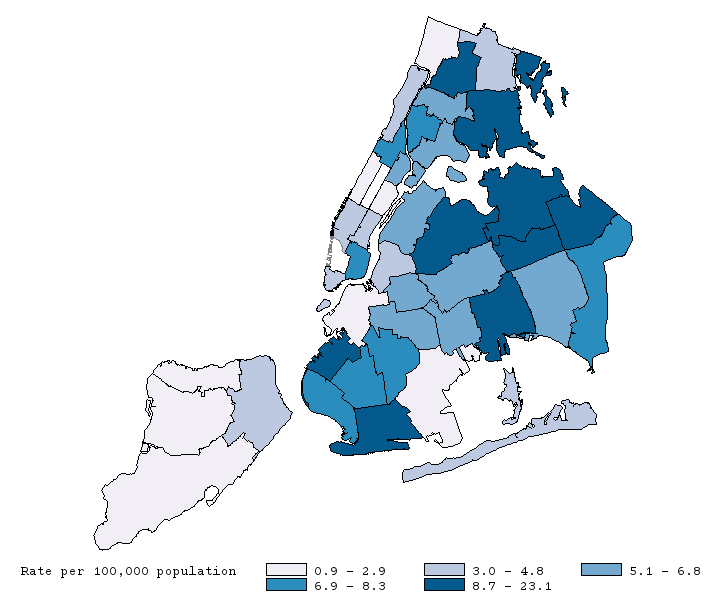 Rate per 100,000 population 0.9 - 2.9 3.0 - 4.8 5.1 - 6.8
6.9 - 8.3 8.7 - 23.1